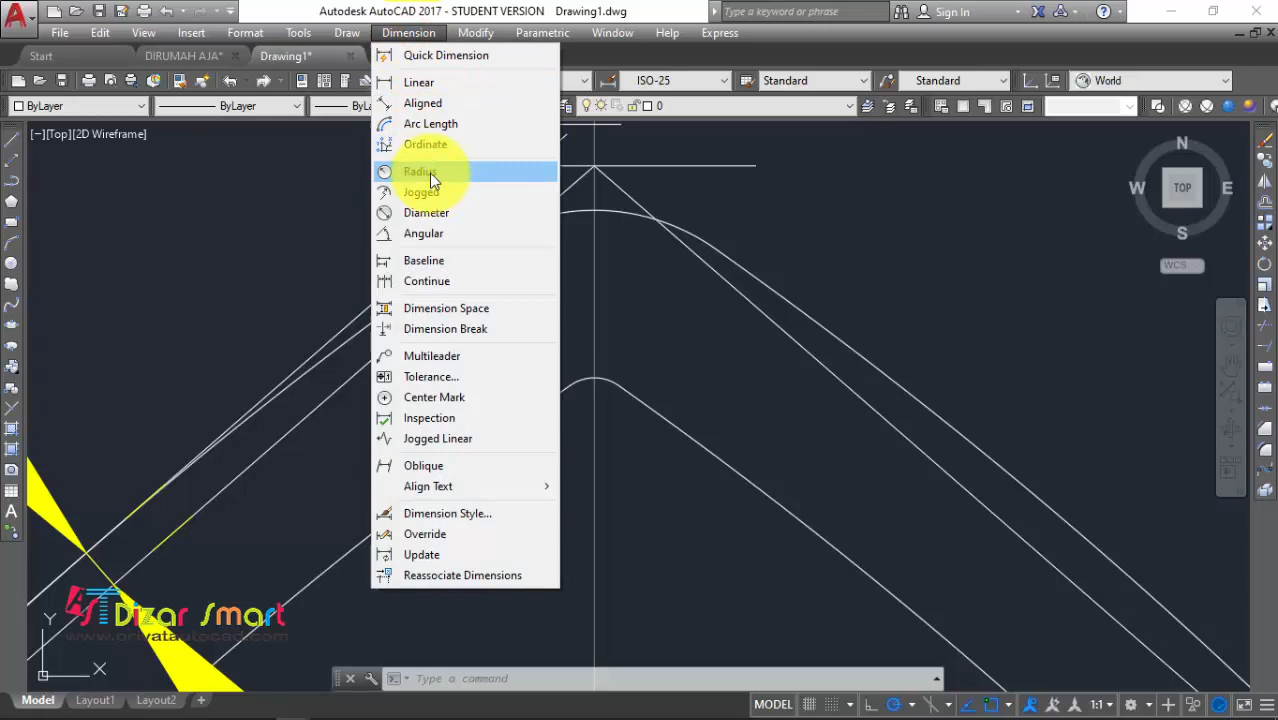 Autodesk AutoCAD 2017 - STUDENT VERSION Drawing1.dwg
Type a keyword or phrase
Sign In
File Edit View Insert Format Tools Draw Dimension Modify Parametric Window Help Express
Start DIRUMAH AJA* Drawing1*
ISO-25 Standard Standard World
ByLayer ByLayer ByLa 0
[−][Top][2D Wireframe]
Quick Dimension
Linear
Aligned
Arc Length
Ordinate
Radius
Jogged
Diameter
Angular
Baseline
Continue
Dimension Space
Dimension Break
Multileader
Tolerance...
Center Mark
Inspection
Jogged Linear
Oblique
Align Text
Dimension Style...
Override
Update
Reassociate Dimensions
N
W TOP E
S
WCS
Dizar Smart
www.privatautocad.com
Y
X
Type a command
Model Layout1 Layout2 +
MODEL 1:1